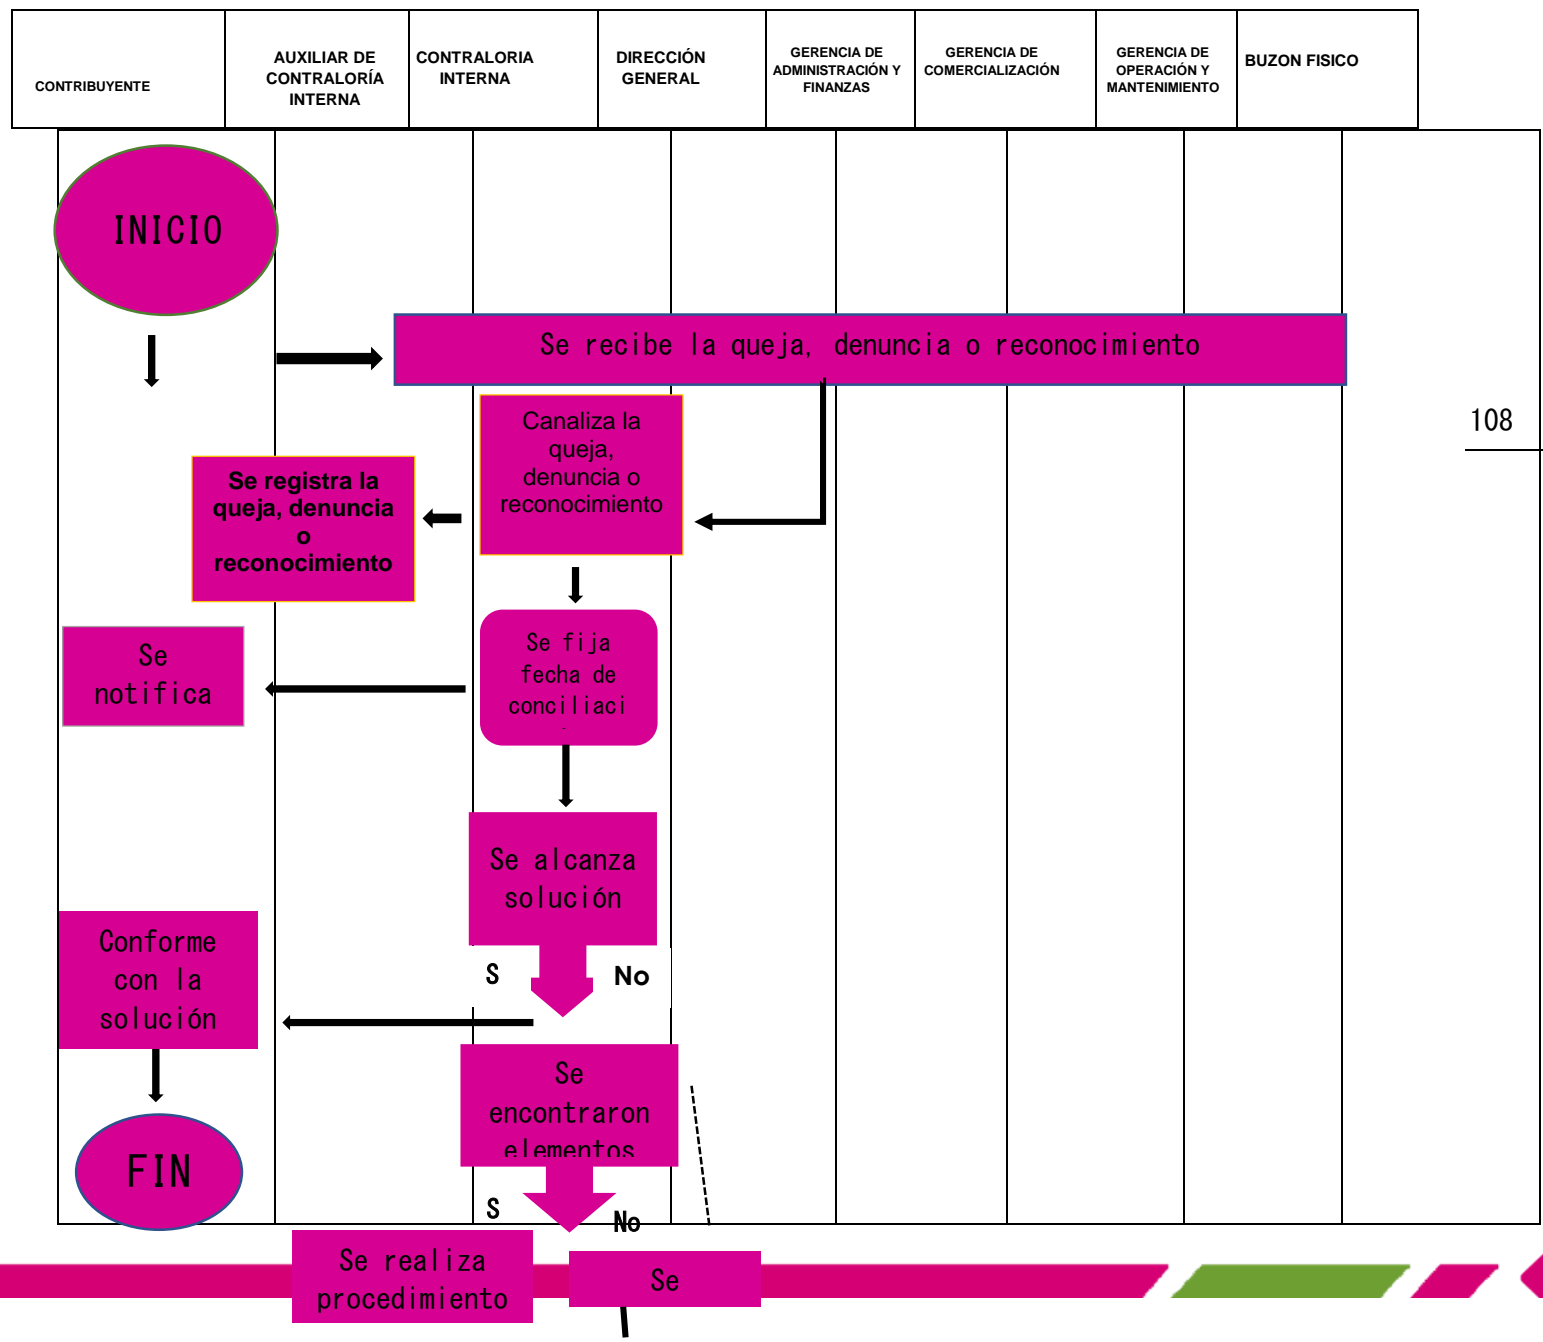 CONTRIBUYENTE
AUXILIAR DE
CONTRALORÍA
INTERNA
CONTRALORIA
INTERNA
DIRECCIÓN
GENERAL
GERENCIA DE
ADMINISTRACIÓN Y
FINANZAS
GERENCIA DE
COMERCIALIZACIÓN
GERENCIA DE
OPERACIÓN Y
MANTENIMIENTO
BUZON FISICO
INICIO
Se recibe la queja, denuncia o reconocimiento
108
Canaliza la
queja,
denuncia o
reconocimiento
Se registra la
queja, denuncia
o
reconocimiento
Se fija
fecha de
conciliaci
Se
notifica
Se alcanza
solución
S
No
Conforme
con la
solución
Se
encontraron
elementos
FIN
S
No
Se realiza
procedimiento
Se